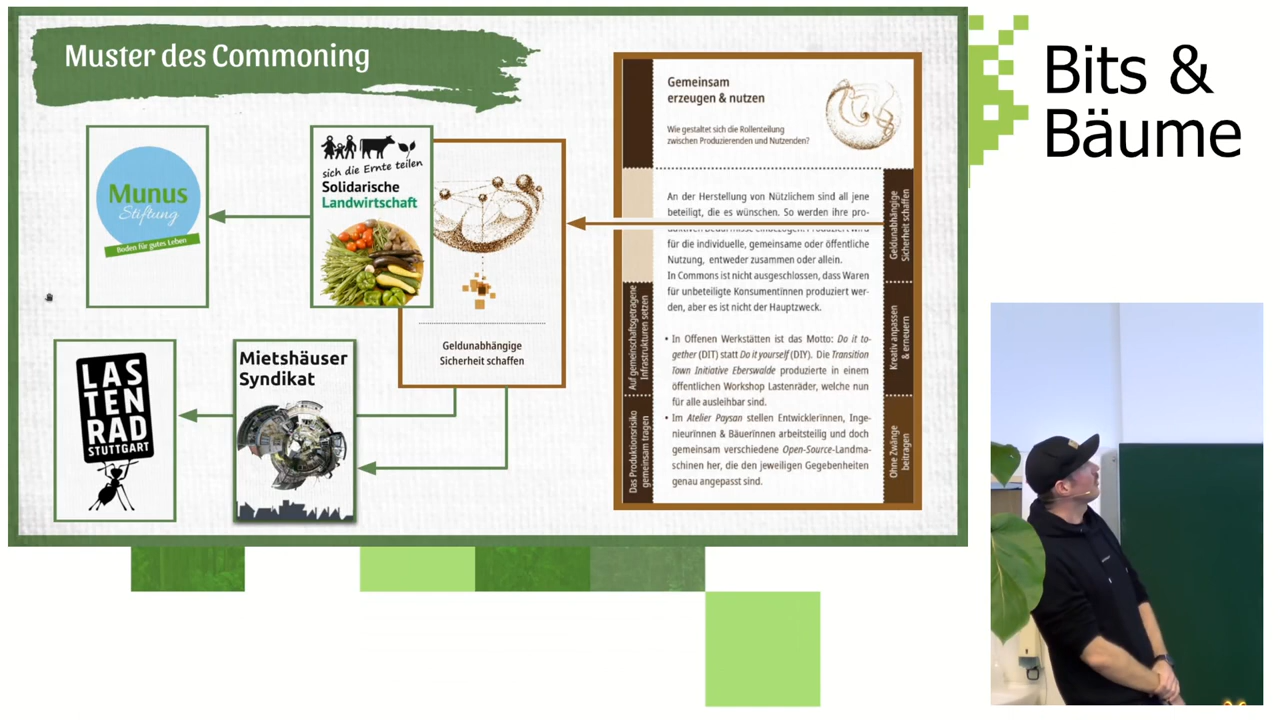 Muster des Commoning
Bits &
Bäume
Munus
Stiftung
Boden für gutes Leben
sich die Ernte teilen
Solidarische
Landwirtschaft
Geldunabhängige
Sicherheit schaffen
LAS
TEN
RAD
STUTTGART
Mietshäuser
Syndikat
Gemeinsam
erzeugen & nutzen
Wie gestaltet sich die Rollenteilung
zwischen Produzierenden und Nutzenden?
An der Herstellung von Nützlichem sind all jene
beteiligt, die es wünschen. So werden ihre pro-
für die individuelle, gemeinsame oder öffentliche
Nutzung, entweder zusammen oder allein.
In Commons ist nicht ausgeschlossen, dass Waren
für unbeteiligte Konsumentinnen produziert wer-
den, aber es ist nicht der Hauptzweck.
• In Offenen Werkstätten ist das Motto: Do it to-
gether (DIT) statt Do it yourself (DIY). Die Transition
Town Initiative Eberswalde produzierte in einem
öffentlichen Workshop Lastenräder, welche nun
für alle ausleihbar sind.
• Im Atelier Paysan stellen Entwicklerinnen, Inge-
nieurinnen & Bäuerinnen arbeitsteilig und doch
gemeinsam verschiedene Open-Source-Landma-
schinen her, die den jeweiligen Gegebenheiten
genau angepasst sind.
Auf gemeinschaftsgetragene
Infrastrukturen setzen
Das Produktionsrisiko
gemeinsam tragen
Geldunabhängige
Sicherheit schaffen
Kreativ anpassen
& erneuern
Ohne Zwänge
beitragen